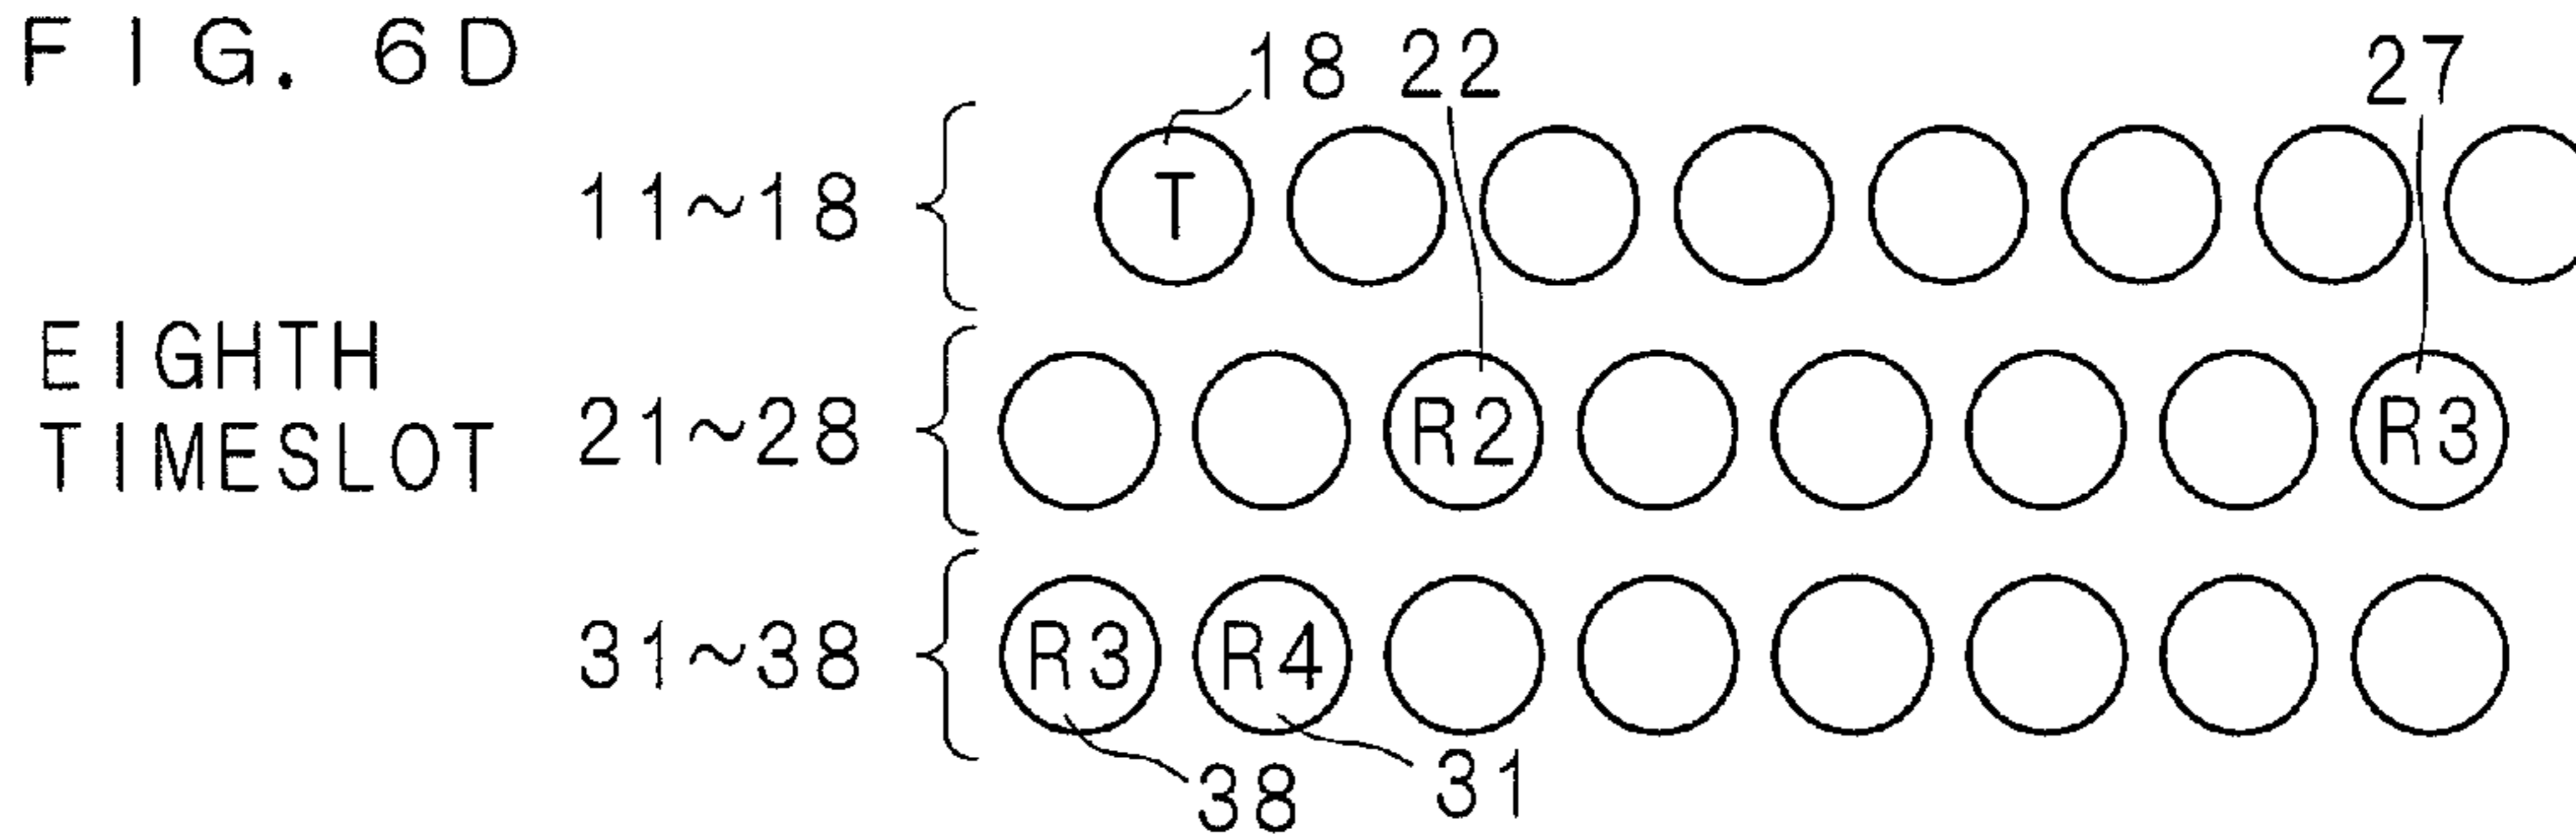 FIG. 6D
18 22 27
11~18 T
EIGHTH
TIMESLOT
21~28 R2 R3
31~38 R3 R4
38 31